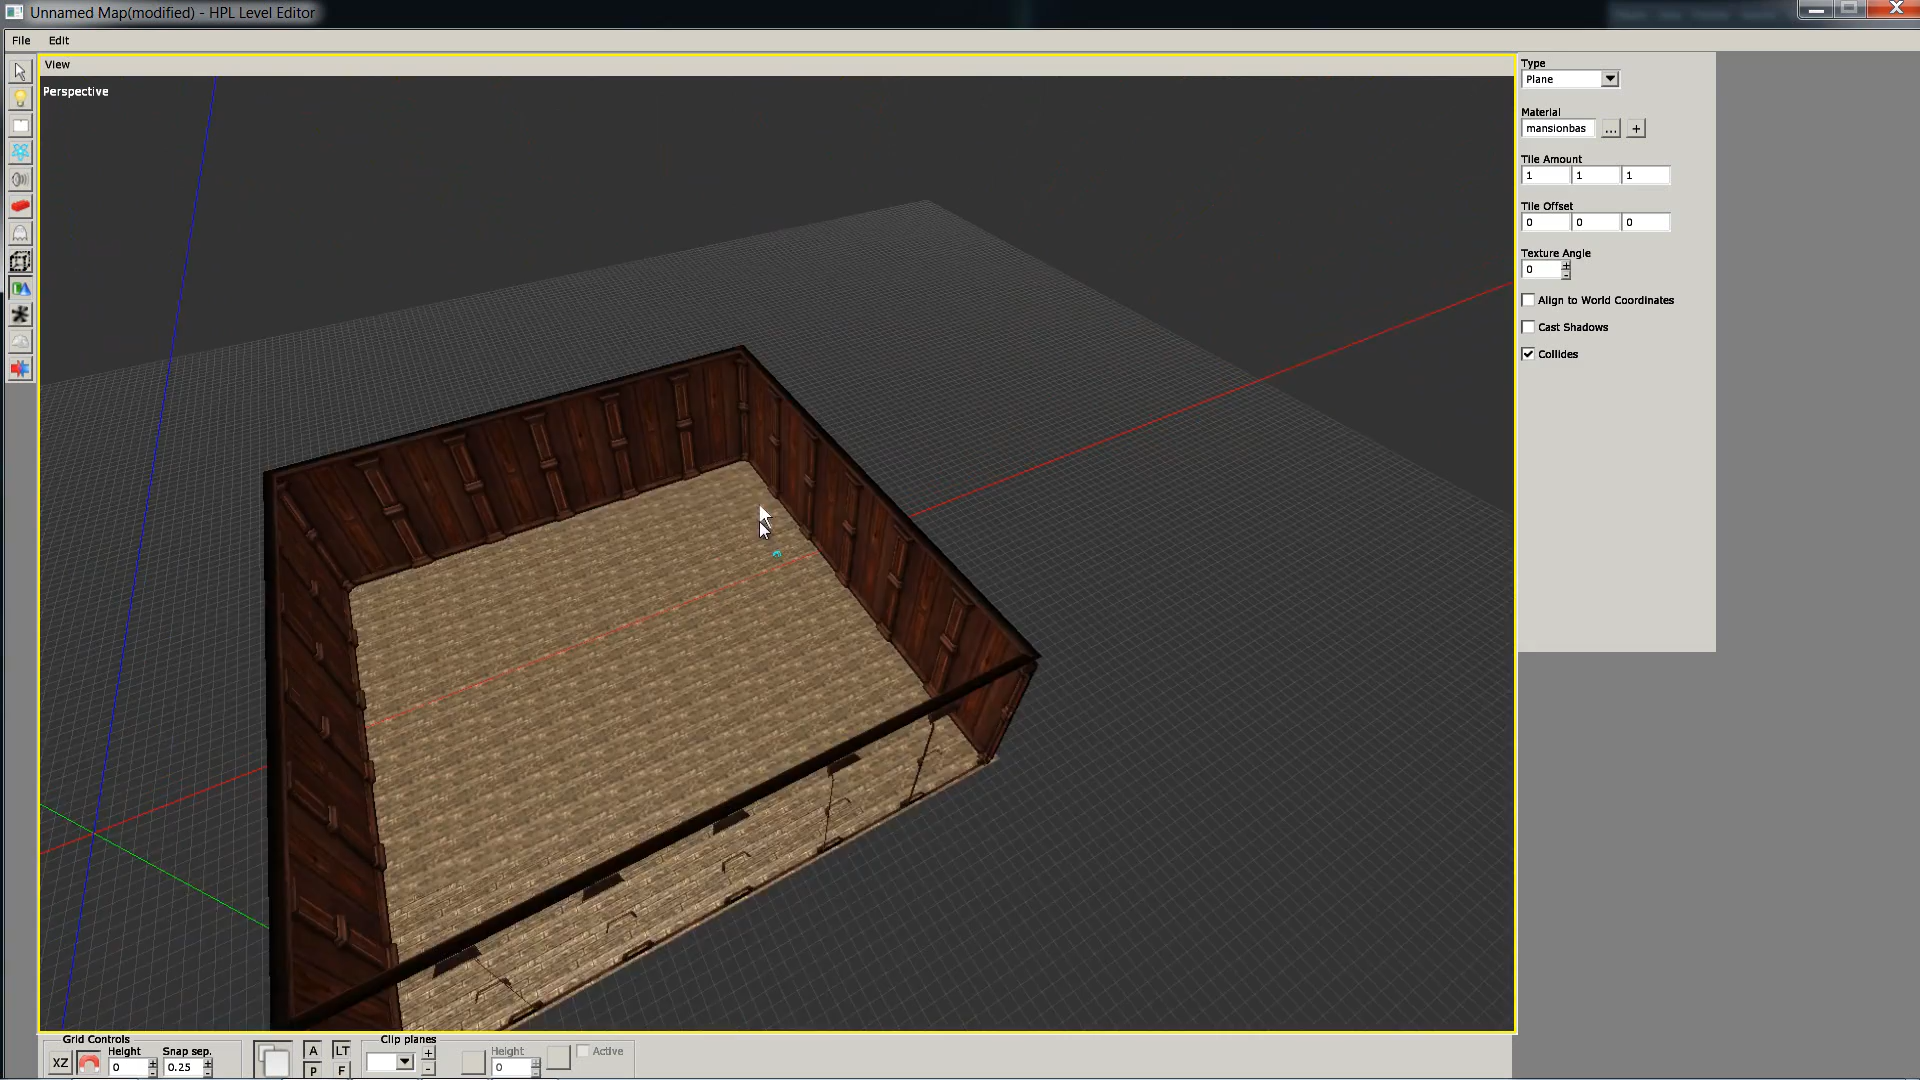 Unnamed Map(modified) - HPL Level Editor
File Edit
View
Perspective
Type
Plane
Material
mansionbas ... +
Tile Amount
1 1 1
Tile Offset
0 0 0
Texture Angle
0 + -
Align to World Coordinates
Cast Shadows
Collides
Grid Controls
XZ
Height
0 + -
Snap sep.
0.25 + -
A LT
P F
Clip planes
+
-
Height
0 + -
Active